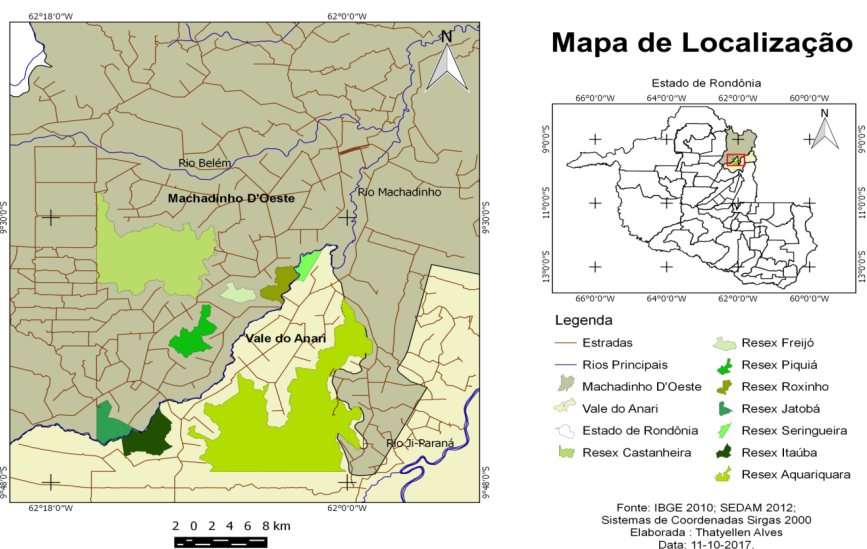 62°18'0"W
62°0'0"W
N
Rio Belém
Rio Machadinho
Machadinho D'Oeste
9°30'0"S
9°30'0"S
Vale do Anari
Rio Ji-Paraná
9°48'0"S
9°48'0"S
62°18'0"W
62°0'0"W
2 0 2 4 6 8 km
Mapa de Localização
Estado de Rondônia
66°0'0"W
64°0'0"W
62°0'0"W
60°0'0"W
N
9°0'0"S
9°0'0"S
11°0'0"S
11°0'0"S
13°0'0"S
13°0'0"S
66°0'0"W
64°0'0"W
62°0'0"W
60°0'0"W
Legenda
Estradas
Rios Principais
Machadinho D'Oeste
Vale do Anari
Estado de Rondônia
Resex Castanheira
Resex Freijó
Resex Piquiá
Resex Roxinho
Resex Jatobá
Resex Seringueira
Resex Itaúba
Resex Aquariquara
Fonte: IBGE 2010; SEDAM 2012;
Sistemas de Coordenadas Sirgas 2000
Elaborada : Thatyellen Alves
Data: 11-10-2017.